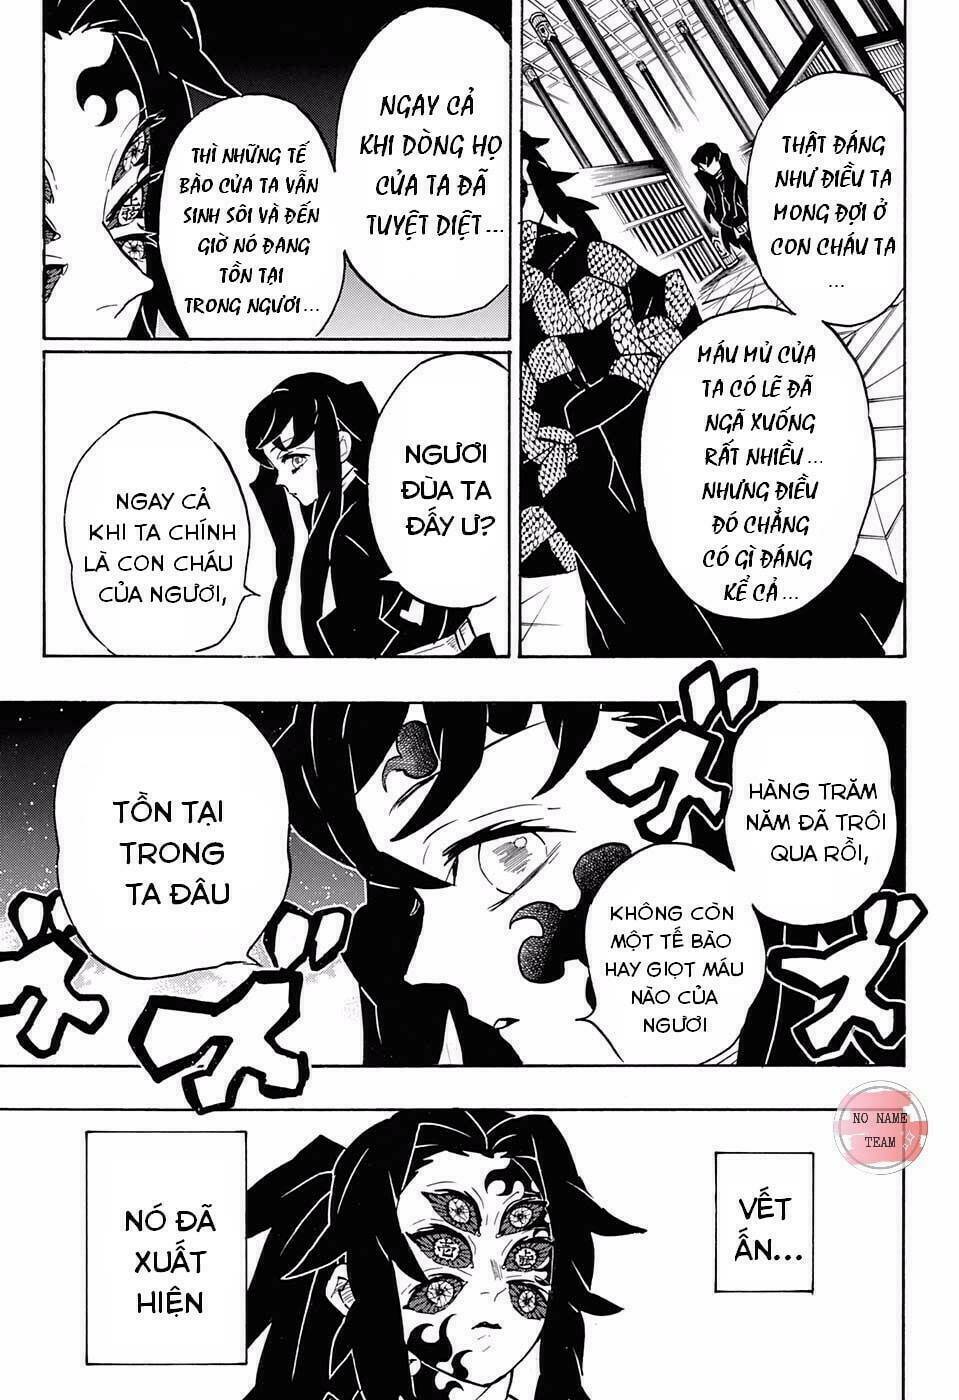 THẬT ĐÁNG
NHƯ ĐIỀU TA
MONG ĐỢI Ở
CON CHÁU TA
...
MÁU MỦ CỦA
TA CÓ LẼ ĐÃ
NGÃ XUỐNG
RẤT NHIỀU ...
NHƯNG ĐIỀU
ĐÓ CHẲNG
CÓ GÌ ĐÁNG
KỂ CẢ ...
NGAY CẢ
KHI DÒNG HỌ
CỦA TA ĐÃ
TUYỆT DIỆT ...
THÌ NHỮNG TẾ
BÀO CỦA TA VẪN
SINH SÔI VÀ ĐẾN
GIỜ NÓ ĐANG
TỒN TẠI
TRONG NGƯƠI ...
NGƯƠI
ĐÙA TA
ĐẤY Ư?
NGAY CẢ
KHI TA CHÍNH
LÀ CON CHÁU
CỦA NGƯƠI,
HÀNG TRĂM
NĂM ĐÃ TRÔI
QUA RỒI,
KHÔNG CÒN
MỘT TẾ BÀO
HAY GIỌT MÁU
NÀO CỦA
NGƯƠI
TỒN TẠI
TRONG
TA ĐÂU
ズ
ズ
ズ
ズ
NO NAME
TEAM
VẾT
ẤN...
NÓ ĐÃ
XUẤT
HIỆN